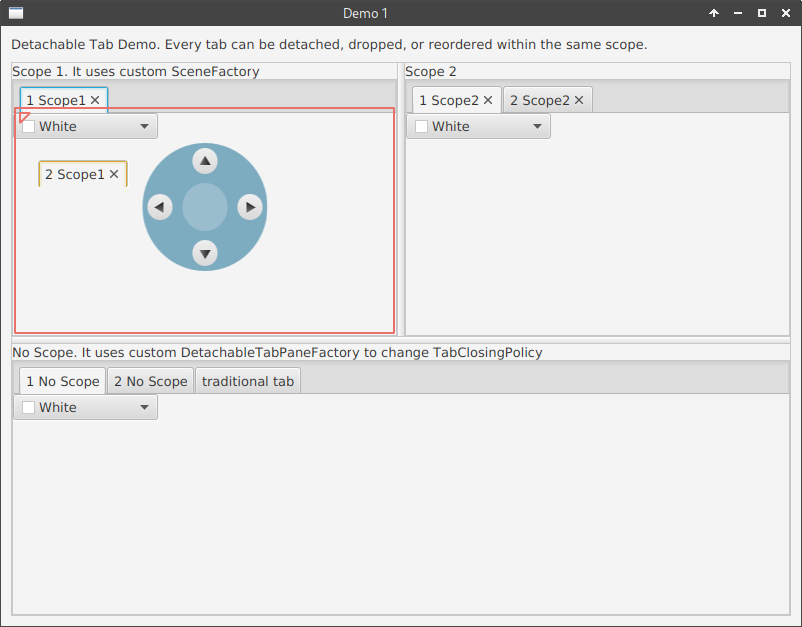 Demo 1
Detachable Tab Demo. Every tab can be detached, dropped, or reordered within the same scope.
Scope 1. It uses custom SceneFactory
1 Scope1
White
2 Scope1
Scope 2
1 Scope2 2 Scope2
White
No Scope. It uses custom DetachableTabPaneFactory to change TabClosingPolicy
1 No Scope 2 No Scope traditional tab
White